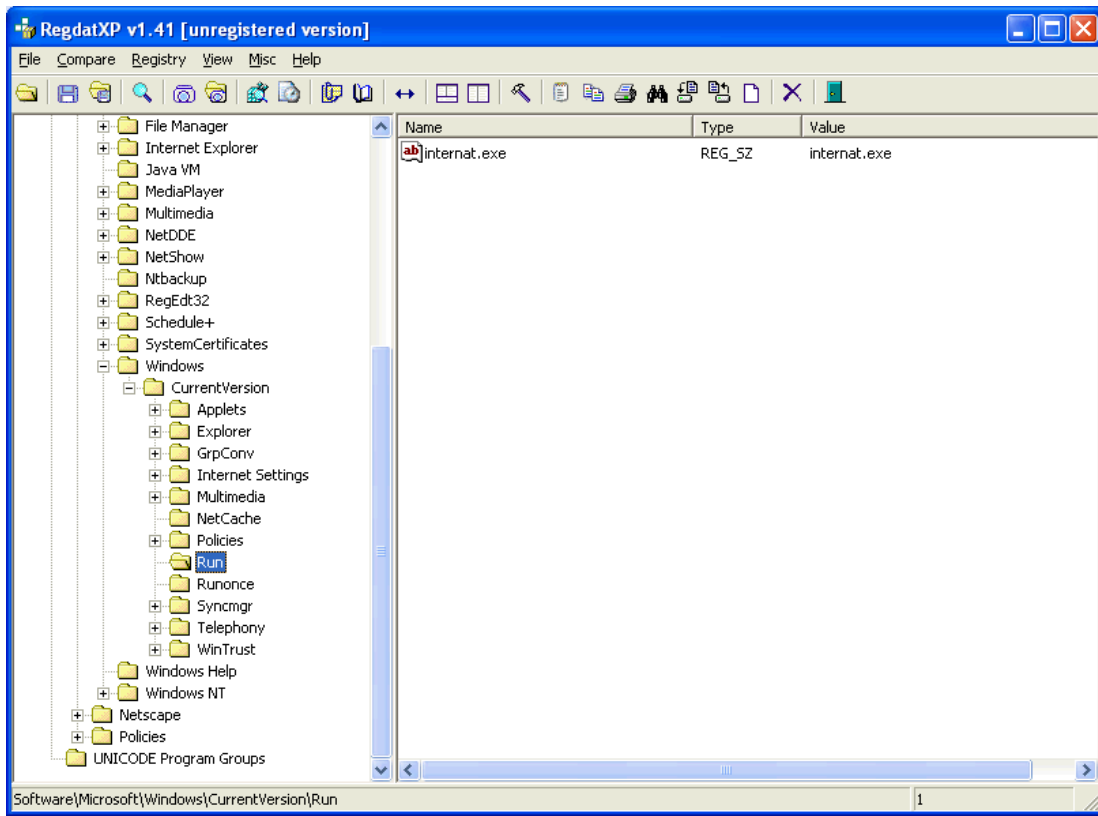 RegdatXP v1.41 [unregistered version]
File Compare Registry View Misc Help
File Manager
Internet Explorer
Java VM
MediaPlayer
Multimedia
NetDDE
NetShow
Ntbackup
RegEdt32
Schedule+
SystemCertificates
Windows
CurrentVersion
Applets
Explorer
GrpConv
Internet Settings
Multimedia
NetCache
Policies
Run
Runonce
Syncmgr
Telephony
WinTrust
Windows Help
Windows NT
Netscape
Policies
UNICODE Program Groups
Name Type Value
ab internat.exe REG_SZ internat.exe
Software\Microsoft\Windows\CurrentVersion\Run 1